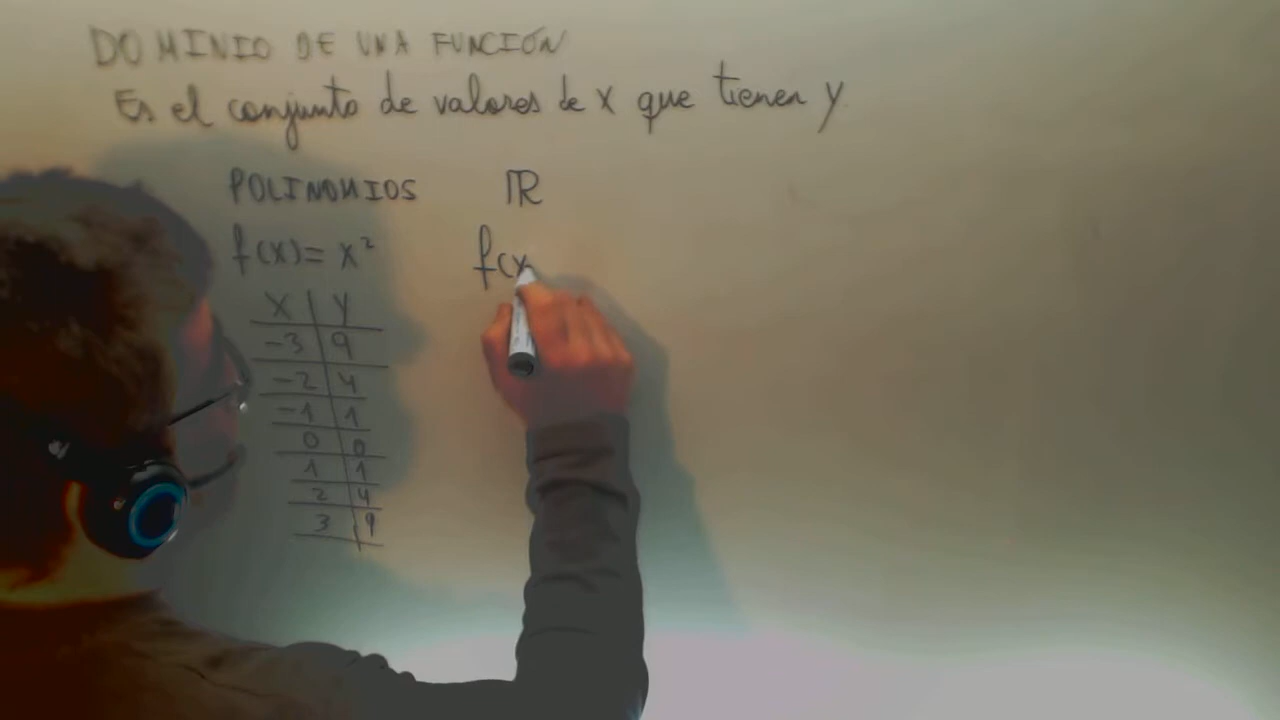 DOMINIO DE UNA FUNCIÓN
Es el conjunto de valores de x que tienen y
POLINOMIOS ℝ
f(x) = x² f(x
X Y
-3 9
-2 4
-1 1
0 0
1 1
2 4
3 9